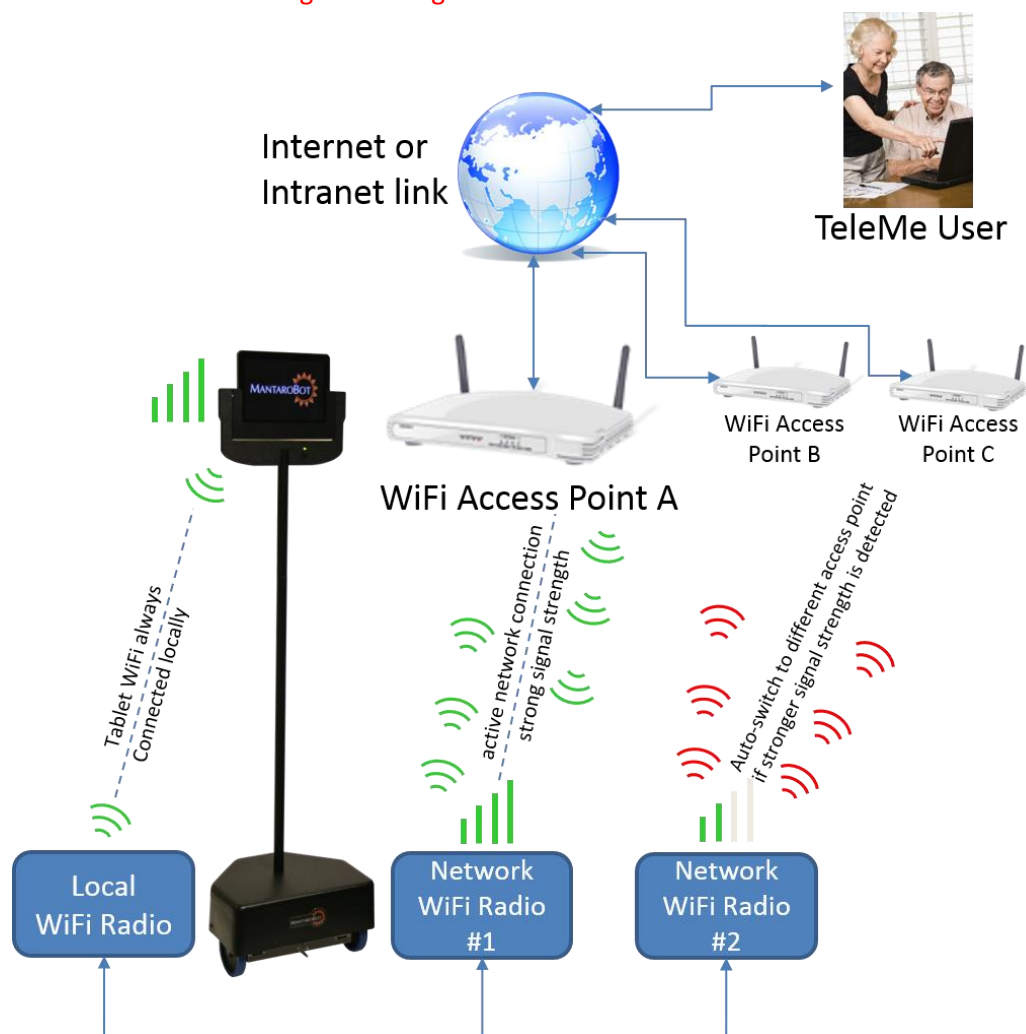 Internet or
Intranet link
TeleMe User
MANTAROBOT
WiFi Access
Point B
WiFi Access
Point C
WiFi Access Point A
Tablet WiFi always
Connected locally
active network connection
strong signal strength
Auto-switch to different access point
if stronger signal strength is detected
Local
WiFi Radio
MANTAROBOT
Network
WiFi Radio
#1
Network
WiFi Radio
#2